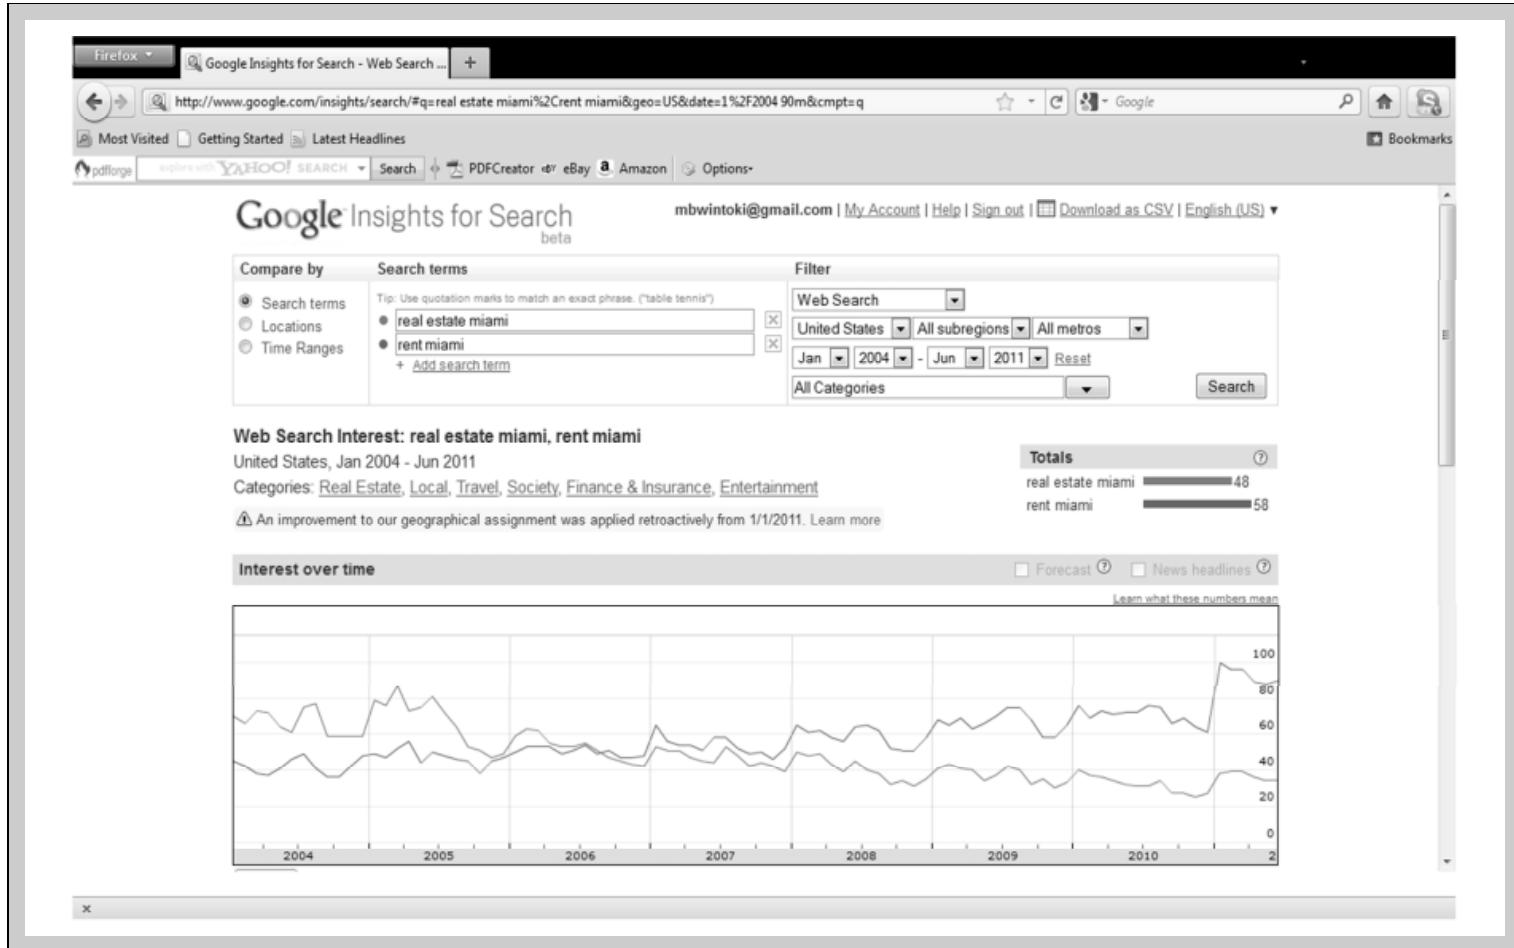 Firefox
Google Insights for Search - Web Search ... +
http://www.google.com/insights/search/#q=real estate miami%2Crent miami&geo=US&date=1%2F2004 90m&cmpt=q Google
Most Visited Getting Started Latest Headlines Bookmarks
pdfforge explore with YAHOO! SEARCH Search PDFCreator eBay Amazon Options
Google Insights for Search
beta
mbwintoki@gmail.com | My Account | Help | Sign out | Download as CSV | English (US)
Compare by Search terms Filter
Search terms
Locations
Time Ranges
Tip: Use quotation marks to match an exact phrase. ("table tennis")
real estate miami
rent miami
+ Add search term
Web Search
United States All subregions All metros
Jan 2004 - Jun 2011 Reset
All Categories Search
Web Search Interest: real estate miami, rent miami
United States, Jan 2004 - Jun 2011
Categories: Real Estate, Local, Travel, Society, Finance & Insurance, Entertainment
An improvement to our geographical assignment was applied retroactively from 1/1/2011. Learn more
Totals ?
real estate miami 48
rent miami 58
Interest over time Forecast ? News headlines ?
Learn what these numbers mean
100
80
60
40
20
0
2004 2005 2006 2007 2008 2009 2010 2